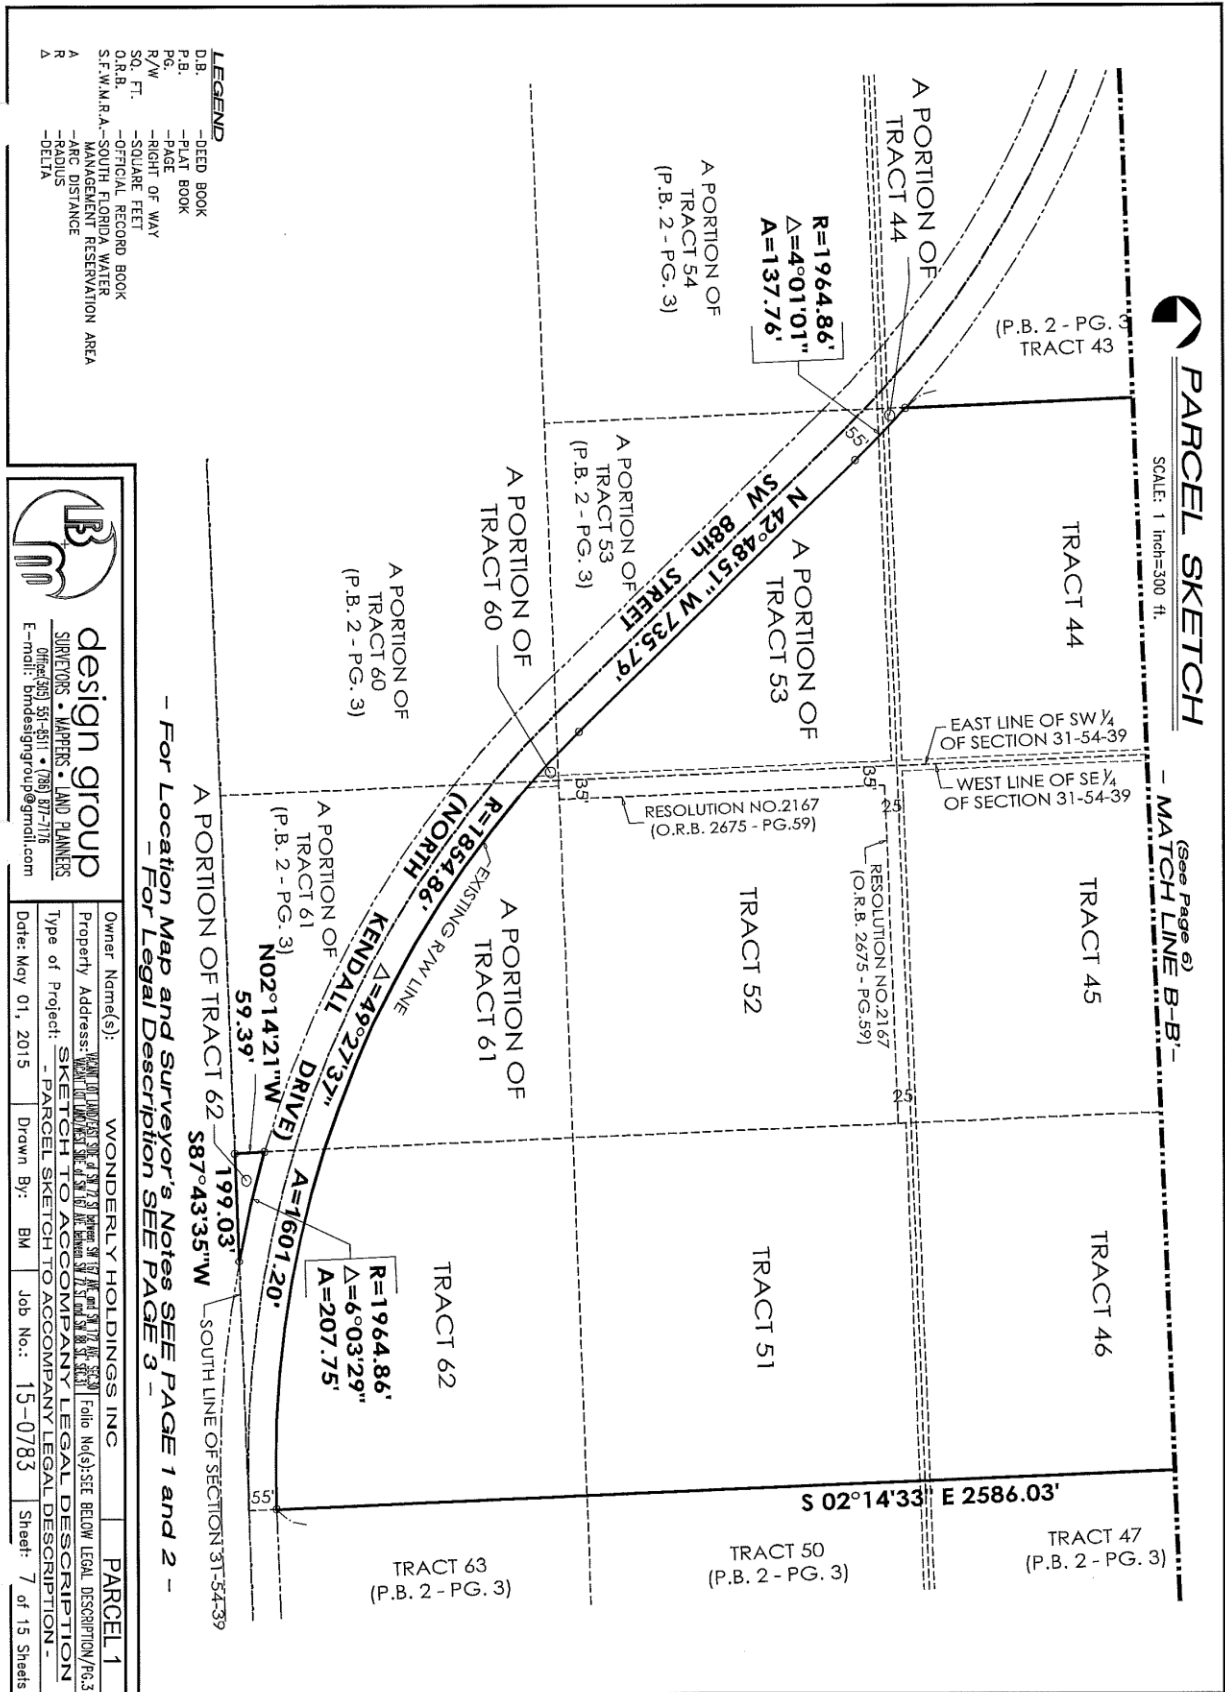 PARCEL SKETCH
SCALE: 1 inch=300 ft.
(See Page 6)
- MATCH LINE B-B'-
(P.B. 2 - PG. 3
TRACT 43
TRACT 44
TRACT 45
TRACT 46
TRACT 47
(P.B. 2 - PG. 3)
A PORTION OF
TRACT 44
EAST LINE OF SW 1/4
OF SECTION 31-54-39
WEST LINE OF SE 1/4
OF SECTION 31-54-39
R=1964.86'
Δ=4°01'01"
A=137.76'
A PORTION OF
TRACT 54
(P.B. 2 - PG. 3)
55'
A PORTION OF
TRACT 53
35'
25'
RESOLUTION NO.2167
(O.R.B. 2675 - PG.59)
RESOLUTION NO.2167
(O.R.B. 2675 - PG.59)
25'
35'
S 02°14'33" E 2586.03'
TRACT 52
TRACT 51
TRACT 50
(P.B. 2 - PG. 3)
N 42°48'51" W 735.79'
SW 88th STREET
(NORTH KENDALL DRIVE)
A PORTION OF
TRACT 53
(P.B. 2 - PG. 3)
A PORTION OF
TRACT 60
A PORTION OF
TRACT 60
(P.B. 2 - PG. 3)
R=1854.86'
Δ=49°27'37"
A=1601.20'
EXISTING R/W LINE
A PORTION OF
TRACT 61
TRACT 62
TRACT 63
(P.B. 2 - PG. 3)
A PORTION OF
TRACT 61
(P.B. 2 - PG. 3)
R=1964.86'
Δ=6°03'29"
A=207.75'
N02°14'21"W
59.39'
A PORTION OF TRACT 62
199.03'
S87°43'35"W
SOUTH LINE OF SECTION 31-54-39
55'
- For Location Map and Surveyor's Notes SEE PAGE 1 and 2 -
- For Legal Description SEE PAGE 3 -
LEGEND
D.B. -DEED BOOK
P.B. -PLAT BOOK
PG. -PAGE
R/W -RIGHT OF WAY
SQ. FT. -SQUARE FEET
O.R.B. -OFFICIAL RECORD BOOK
S.F.W.M.R.A.-SOUTH FLORIDA WATER
MANAGEMENT RESERVATION AREA
A -ARC DISTANCE
R -RADIUS
Δ -DELTA
design group
SURVEYORS • MAPPERS • LAND PLANNERS
Office(305) 551-8511 • (786) 877-7176
E-mail: bmdesigngroup@gmail.com
Owner Name(s): WONDERLY HOLDINGS INC
PARCEL 1
Property Address:
Folio No(s):SEE BELOW LEGAL DESCRIPTION/PG.3
Type of Project: SKETCH TO ACCOMPANY LEGAL DESCRIPTION
- PARCEL SKETCH TO ACCOMPANY LEGAL DESCRIPTION -
Date: May 01, 2015
Drawn By: BM
Job No.: 15-0783
Sheet: 7 of 15 Sheets